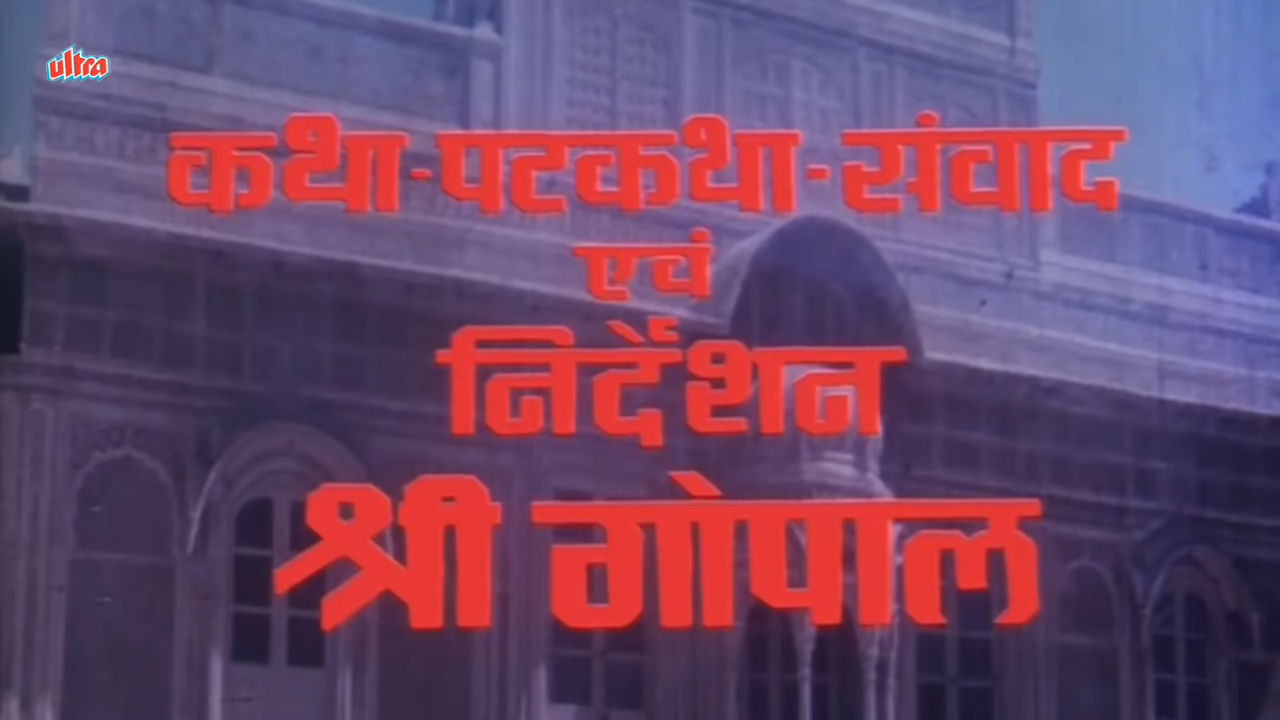 ultra
कथा-पटकथा-संवाद
एवं
निर्देशन
श्री गोपाल